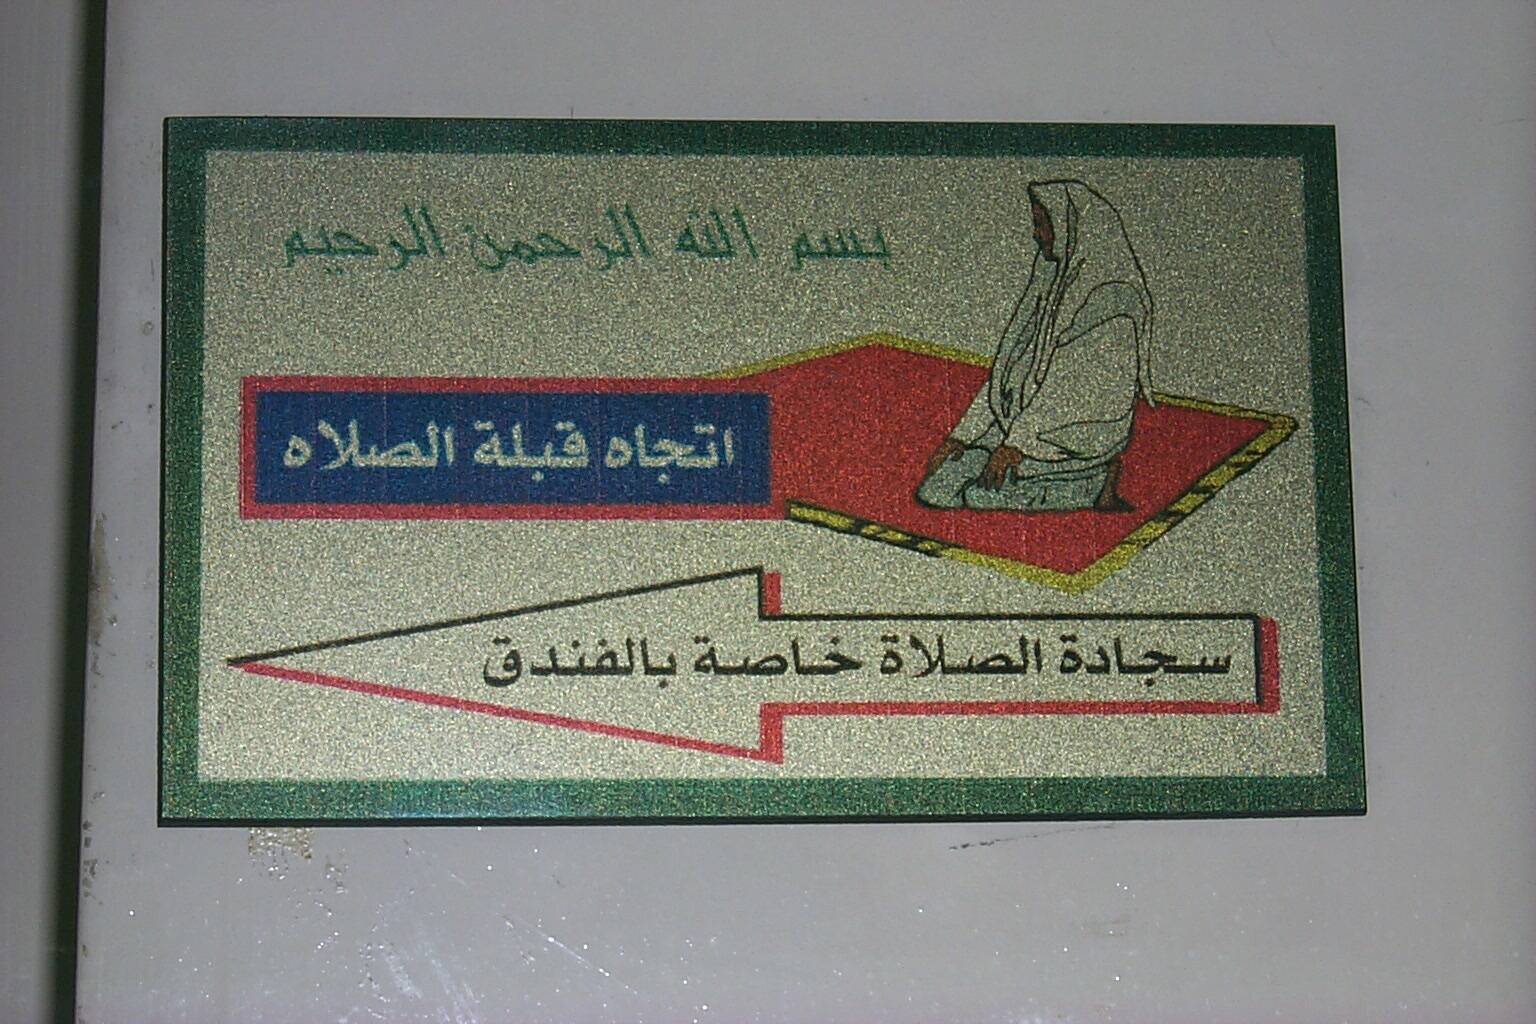 بسم الله الرحمن الرحيم
اتجاه قبلة الصلاه
سجادة الصلاة خاصة بالفندق